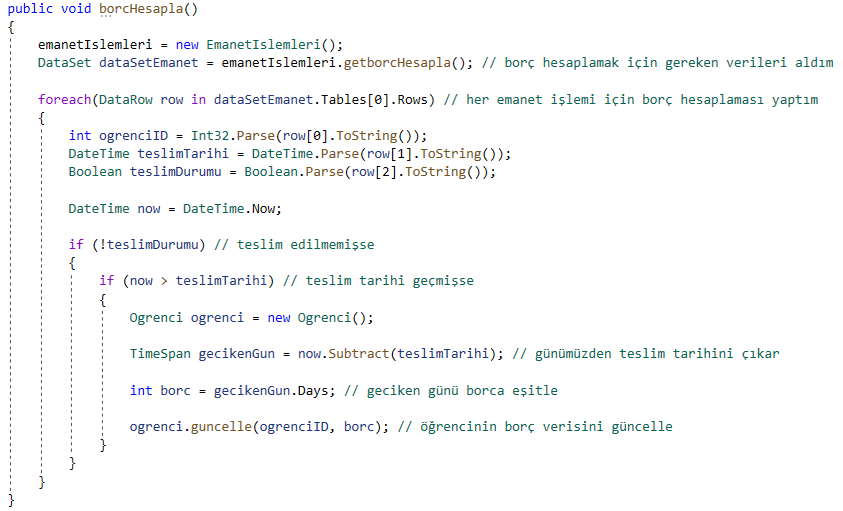 public void borcHesapla()
{
emanetIslemleri = new EmanetIslemleri();
DataSet dataSetEmanet = emanetIslemleri.getborcHesapla(); // borç hesaplamak için gereken verileri aldım
foreach(DataRow row in dataSetEmanet.Tables[0].Rows) // her emanet işlemi için borç hesaplaması yaptım
{
int ogrenciID = Int32.Parse(row[0].ToString());
DateTime teslimTarihi = DateTime.Parse(row[1].ToString());
Boolean teslimDurumu = Boolean.Parse(row[2].ToString());
DateTime now = DateTime.Now;
if (!teslimDurumu) // teslim edilmemişse
{
if (now > teslimTarihi) // teslim tarihi geçmişse
{
Ogrenci ogrenci = new Ogrenci();
TimeSpan gecikenGun = now.Subtract(teslimTarihi); // günümüzden teslim tarihini çıkar
int borc = gecikenGun.Days; // geciken günü borca eşitle
ogrenci.guncelle(ogrenciID, borc); // öğrencinin borç verisini güncelle
}
}
}
}